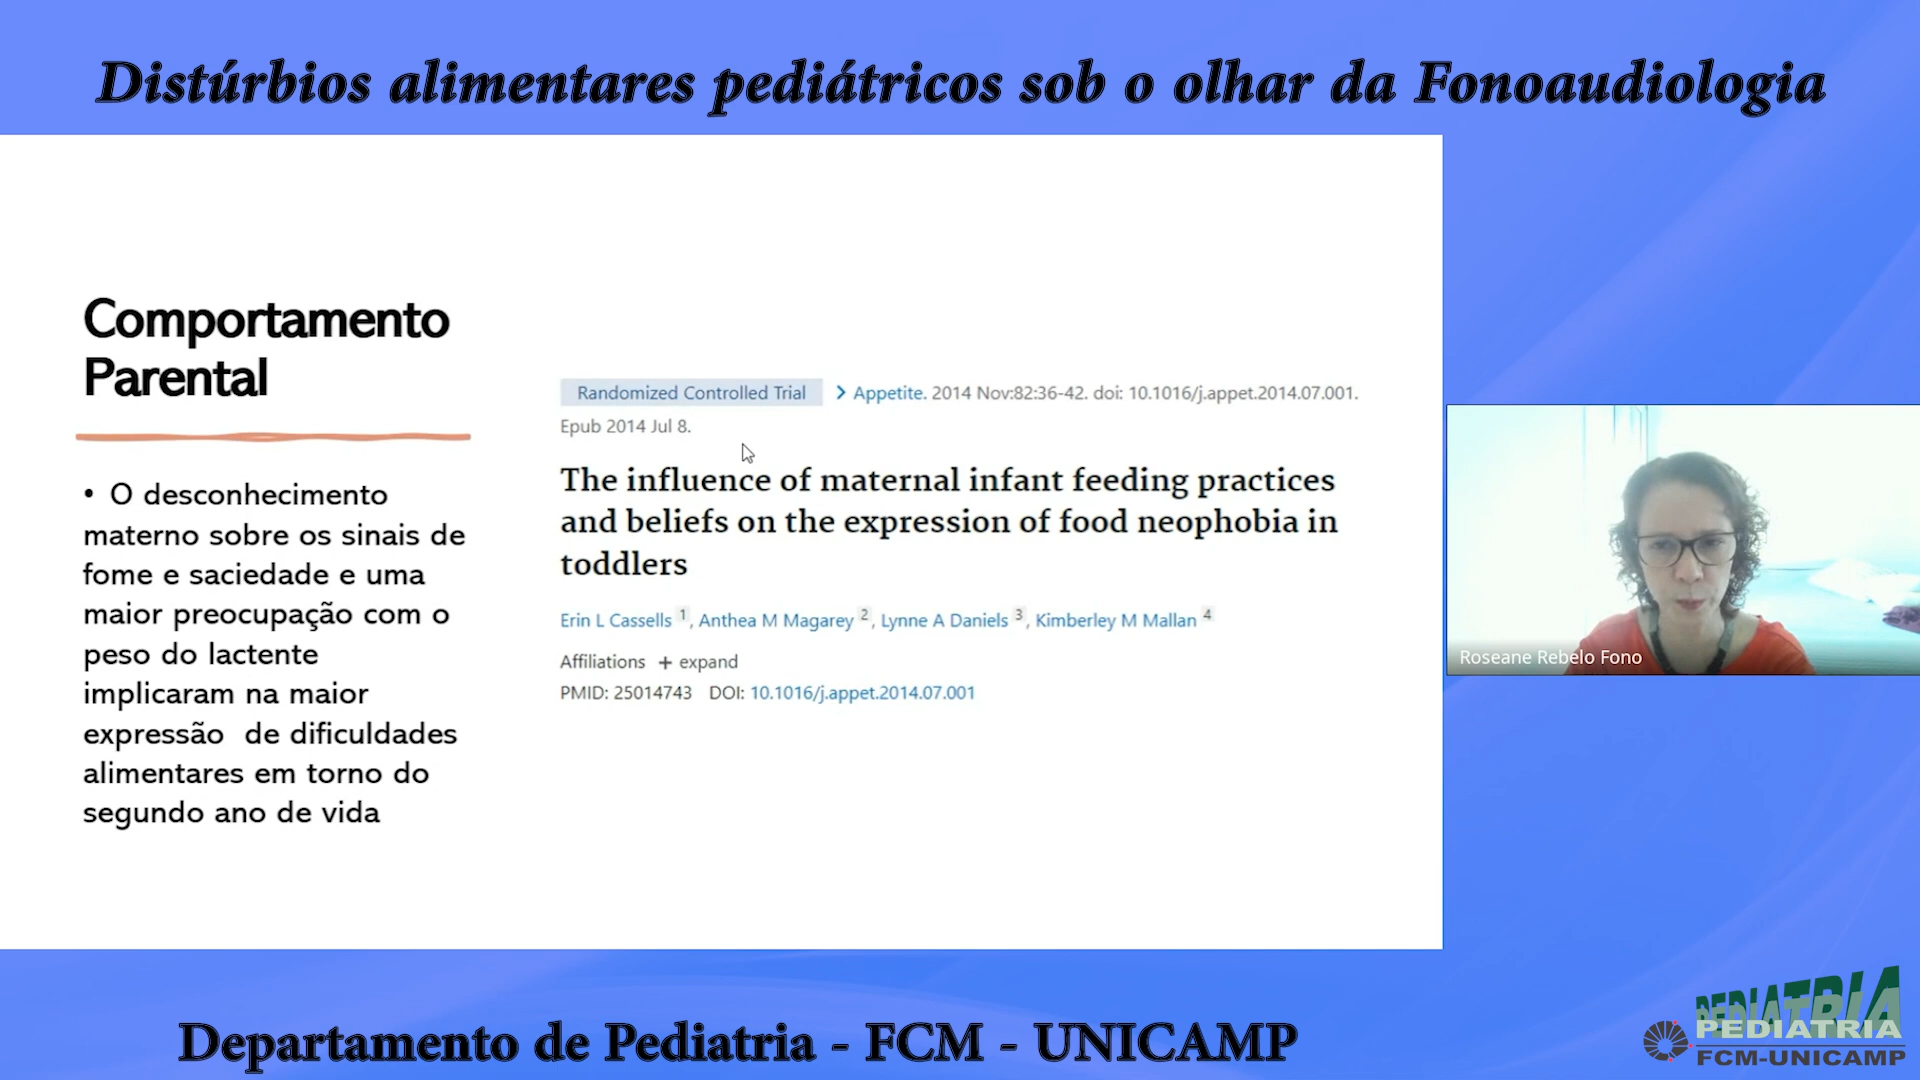 Distúrbios alimentares pediátricos sob o olhar da Fonoaudiologia
Comportamento
Parental
• O desconhecimento
materno sobre os sinais de
fome e saciedade e uma
maior preocupação com o
peso do lactente
implicaram na maior
expressão  de dificuldades
alimentares em torno do
segundo ano de vida
Randomized Controlled Trial > Appetite. 2014 Nov:82:36-42. doi: 10.1016/j.appet.2014.07.001.
Epub 2014 Jul 8.
The influence of maternal infant feeding practices
and beliefs on the expression of food neophobia in
toddlers
Erin L Cassells 1, Anthea M Magarey 2, Lynne A Daniels 3, Kimberley M Mallan 4
Affiliations + expand
PMID: 25014743 DOI: 10.1016/j.appet.2014.07.001
Roseane Rebelo Fono
Departamento de Pediatria - FCM - UNICAMP
PEDIATRIA
PEDIATRIA
FCM-UNICAMP